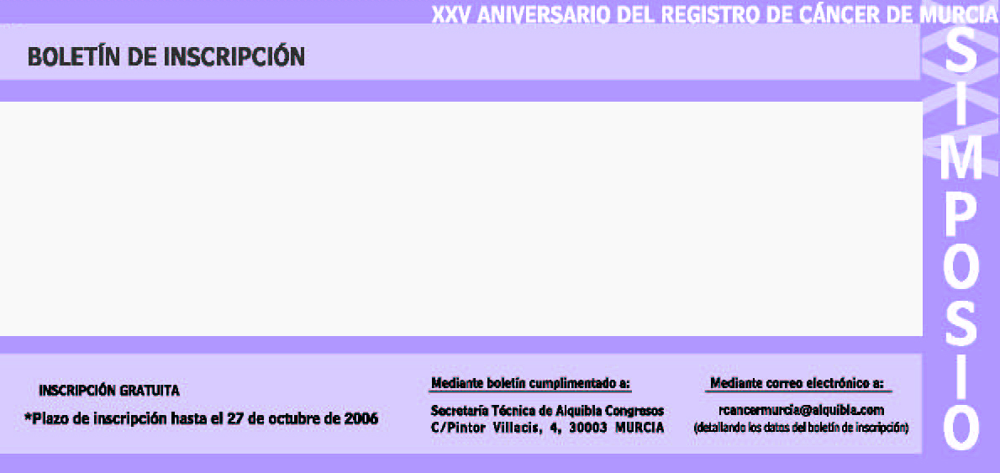 XXV ANIVERSARIO DEL REGISTRO DE CÁNCER DE MURCIA
BOLETÍN DE INSCRIPCIÓN
SIMPOSIO
XXV
INSCRIPCIÓN GRATUITA
*Plazo de inscripción hasta el 27 de octubre de 2006
Mediante boletín cumplimentado a:
Secretaría Técnica de Alquibla Congresos
C/Pintor Villacis, 4, 30003 MURCIA
Mediante correo electrónico a:
rcancermurcia@alquibla.com
(detallando los datos del boletín de inscripción)